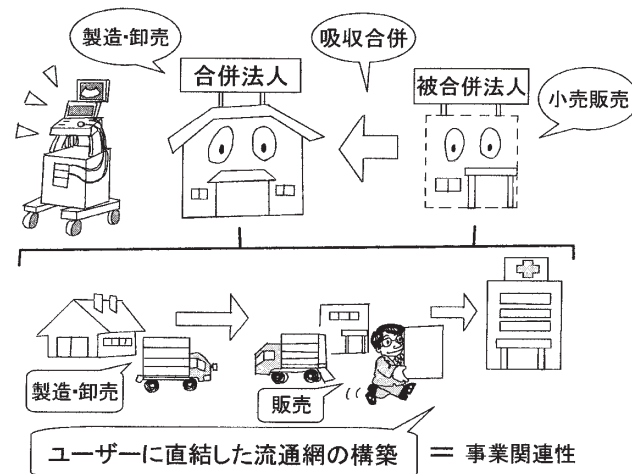 製造・卸売
吸収合併
合併法人
被合併法人
小売販売
製造・卸売
販売
ユーザーに直結した流通網の構築
= 事業関連性